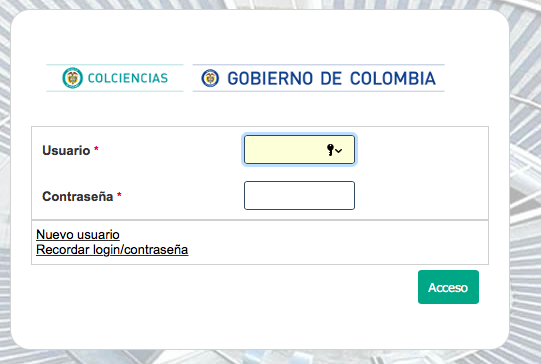 COLCIENCIAS GOBIERNO DE COLOMBIA
Usuario *
Contraseña *
Nuevo usuario
Recordar login/contraseña
Acceso